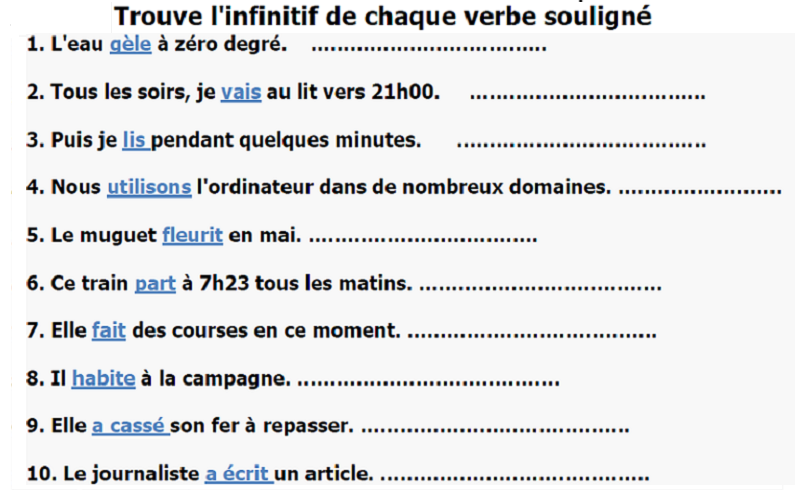 Trouve l'infinitif de chaque verbe souligné
1. L'eau gèle à zéro degré. ....................................
2. Tous les soirs, je vais au lit vers 21h00. ....................................
3. Puis je lis pendant quelques minutes. ......................................
4. Nous utilisons l'ordinateur dans de nombreux domaines. .........................
5. Le muguet fleurit en mai. ...................................
6. Ce train part à 7h23 tous les matins. .....................................
7. Elle fait des courses en ce moment. ......................................
8. Il habite à la campagne. ........................................
9. Elle a cassé son fer à repasser. .........................................
10. Le journaliste a écrit un article. .........................................